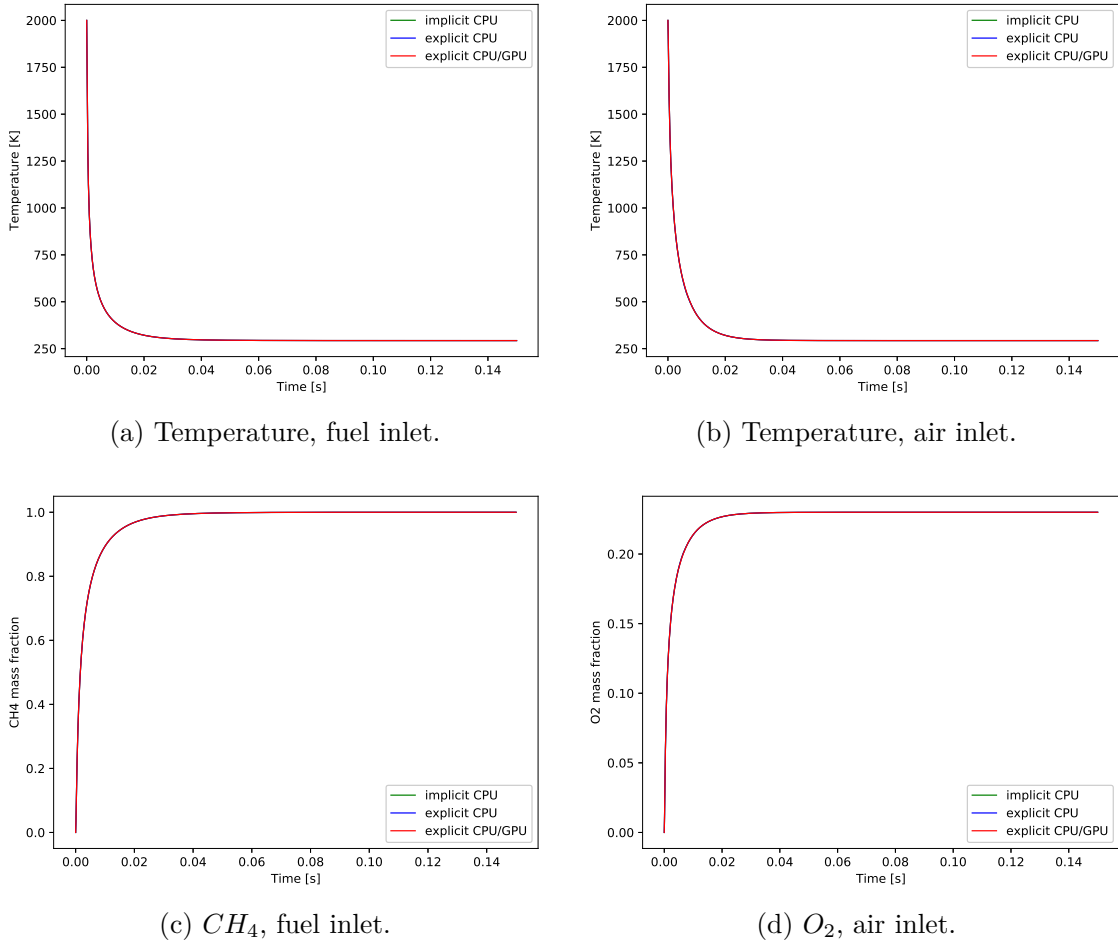 2000
1750
1500
1250
1000
750
500
250
Temperature [K]
implicit CPU
explicit CPU
explicit CPU/GPU
0.00 0.02 0.04 0.06 0.08 0.10 0.12 0.14
Time [s]
(a) Temperature, fuel inlet.
2000
1750
1500
1250
1000
750
500
250
Temperature [K]
implicit CPU
explicit CPU
explicit CPU/GPU
0.00 0.02 0.04 0.06 0.08 0.10 0.12 0.14
Time [s]
(b) Temperature, air inlet.
1.0
0.8
0.6
0.4
0.2
0.0
CH4 mass fraction
implicit CPU
explicit CPU
explicit CPU/GPU
0.00 0.02 0.04 0.06 0.08 0.10 0.12 0.14
Time [s]
(c) CH₄, fuel inlet.
0.20
0.15
0.10
0.05
0.00
O2 mass fraction
implicit CPU
explicit CPU
explicit CPU/GPU
0.00 0.02 0.04 0.06 0.08 0.10 0.12 0.14
Time [s]
(d) O₂, air inlet.